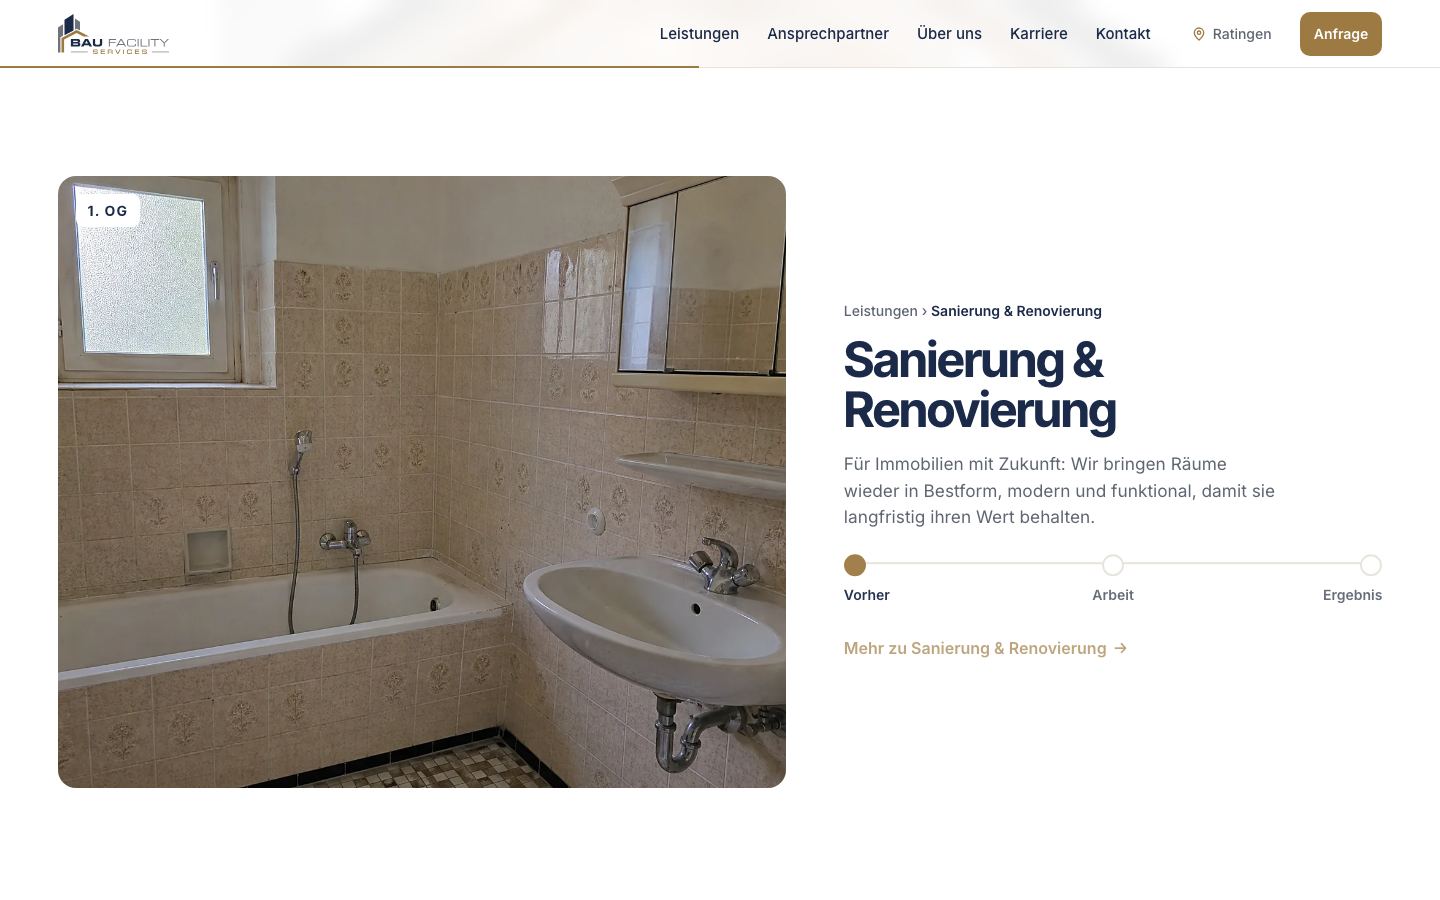 BAU FACILITY
SERVICES
Leistungen
Ansprechpartner
Über uns
Karriere
Kontakt
Ratingen
Anfrage
1. OG
Leistungen › Sanierung & Renovierung
Sanierung &
Renovierung
Für Immobilien mit Zukunft: Wir bringen Räume
wieder in Bestform, modern und funktional, damit sie
langfristig ihren Wert behalten.
Vorher
Arbeit
Ergebnis
Mehr zu Sanierung & Renovierung →